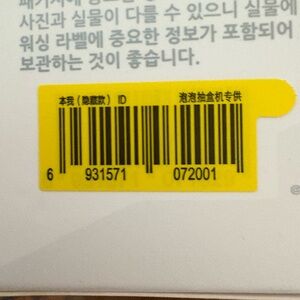 사진과 실물이 다를 수 있으니 실물에
워싱 라벨에 중요한 정보가 포함되어
보관하는 것이 좋습니다.
本我(隐藏款) ID 泡泡抽盒机专供
6 931571 072001